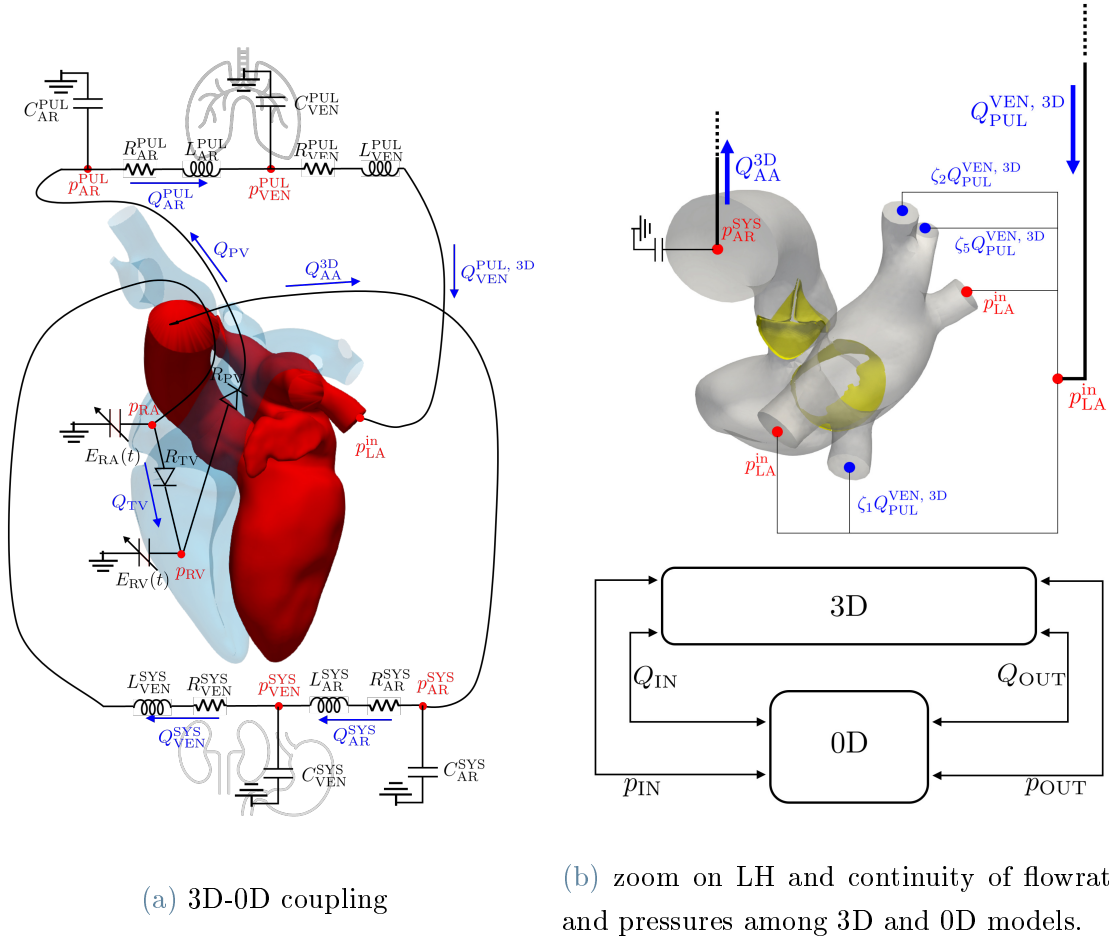 C_AR^PUL
C_VEN^PUL
R_AR^PUL
L_AR^PUL
R_VEN^PUL
L_VEN^PUL
p_AR^PUL
p_VEN^PUL
Q_AR^PUL
Q_PV
Q_AA^3D
Q_VEN^PUL, 3D
R_PV
p_RA
p_LA^in
E_RA(t)
R_TV
Q_TV
p_RV
E_RV(t)
L_VEN^SYS
R_VEN^SYS
p_VEN^SYS
L_AR^SYS
R_AR^SYS
p_AR^SYS
Q_VEN^SYS
Q_AR^SYS
C_VEN^SYS
C_AR^SYS
(a) 3D-0D coupling
Q_PUL^VEN, 3D
Q_AA^3D
ζ_2Q_PUL^VEN, 3D
p_AR^SYS
ζ_5Q_PUL^VEN, 3D
p_LA^in
p_LA^in
p_LA^in
ζ_1Q_PUL^VEN, 3D
3D
Q_IN
Q_OUT
0D
p_IN
p_OUT
(b) zoom on LH and continuity of flowrat
and pressures among 3D and 0D models.